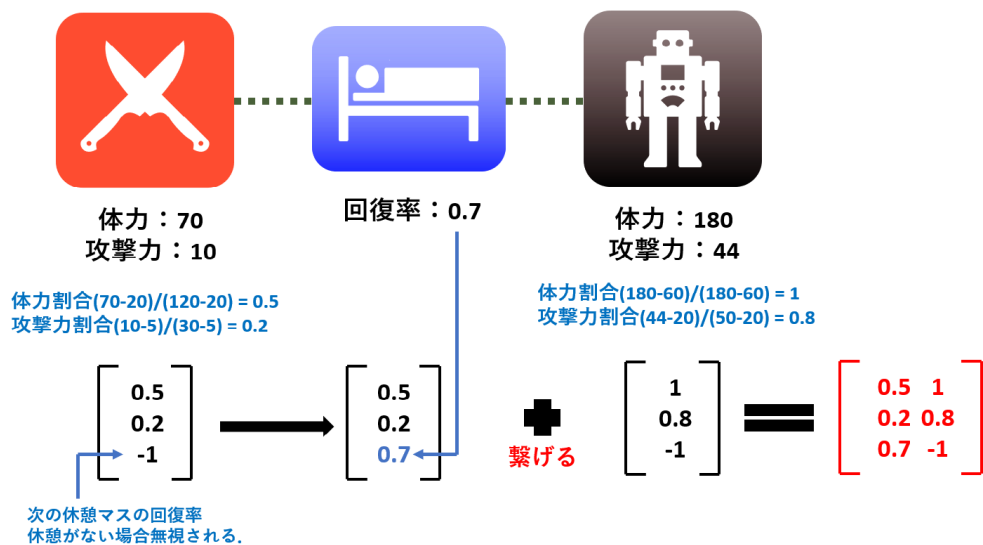 体力：70
攻撃力：10
回復率：0.7
体力：180
攻撃力：44
体力割合(70-20)/(120-20) = 0.5
攻撃力割合(10-5)/(30-5) = 0.2
体力割合(180-60)/(180-60) = 1
攻撃力割合(44-20)/(50-20) = 0.8
0.5
0.2
-1
0.5
0.2
0.7
繋げる
1
0.8
-1
0.5 1
0.2 0.8
0.7 -1
次の休憩マスの回復率
休憩がない場合無視される.